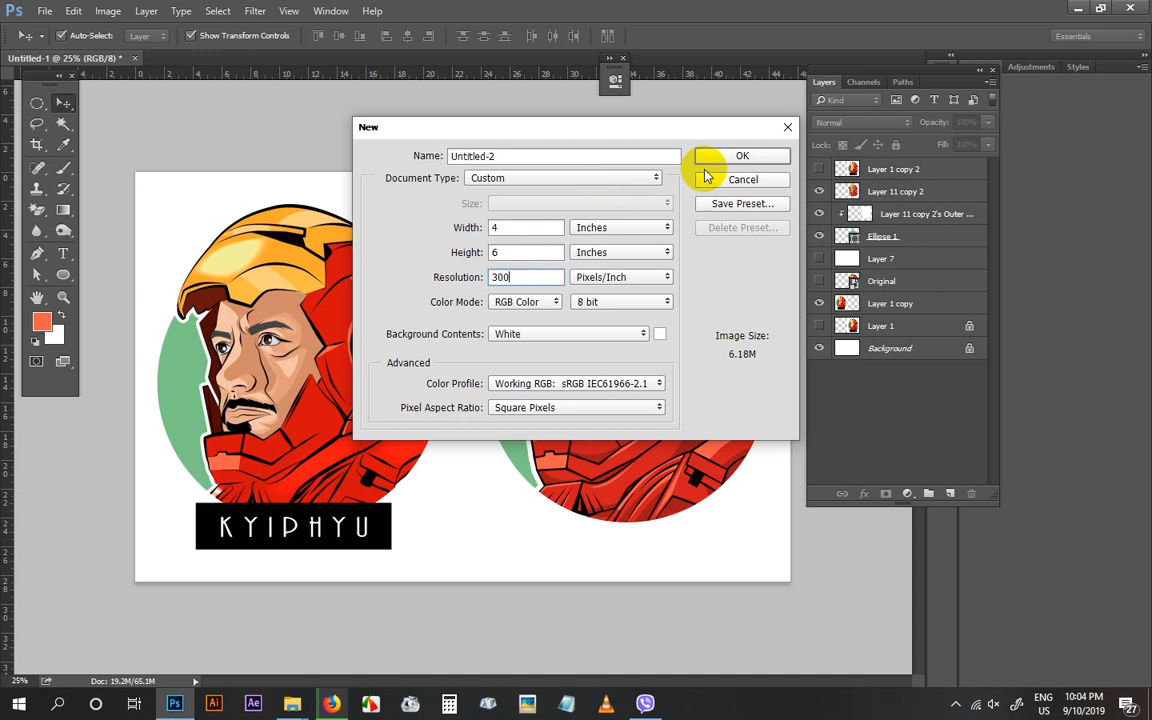 Ps File Edit Image Layer Type Select Filter View Window Help
Auto-Select: Layer Show Transform Controls Essentials
Untitled-1 @ 25% (RGB/8) *
Adjustments Styles
Layers Channels Paths
Kind
Normal Opacity: 100%
Lock: Fill: 100%
Layer 1 copy 2
Layer 11 copy 2
Layer 11 copy 2's Outer ...
Ellipse 1
Layer 7
Original
Layer 1 copy
Layer 1
Background
New
Name: Untitled-2 OK
Document Type: Custom Cancel
Size: Save Preset...
Width: 4 Inches Delete Preset...
Height: 6 Inches
Resolution: 300 Pixels/Inch
Color Mode: RGB Color 8 bit
Background Contents: White Image Size:
6.18M
Advanced
Color Profile: Working RGB: sRGB IEC61966-2.1
Pixel Aspect Ratio: Square Pixels
KYIPHYU
25% Doc: 19.2M/65.1M
Ps Ai Ae
ENG
US
10:04 PM
9/10/2019
27